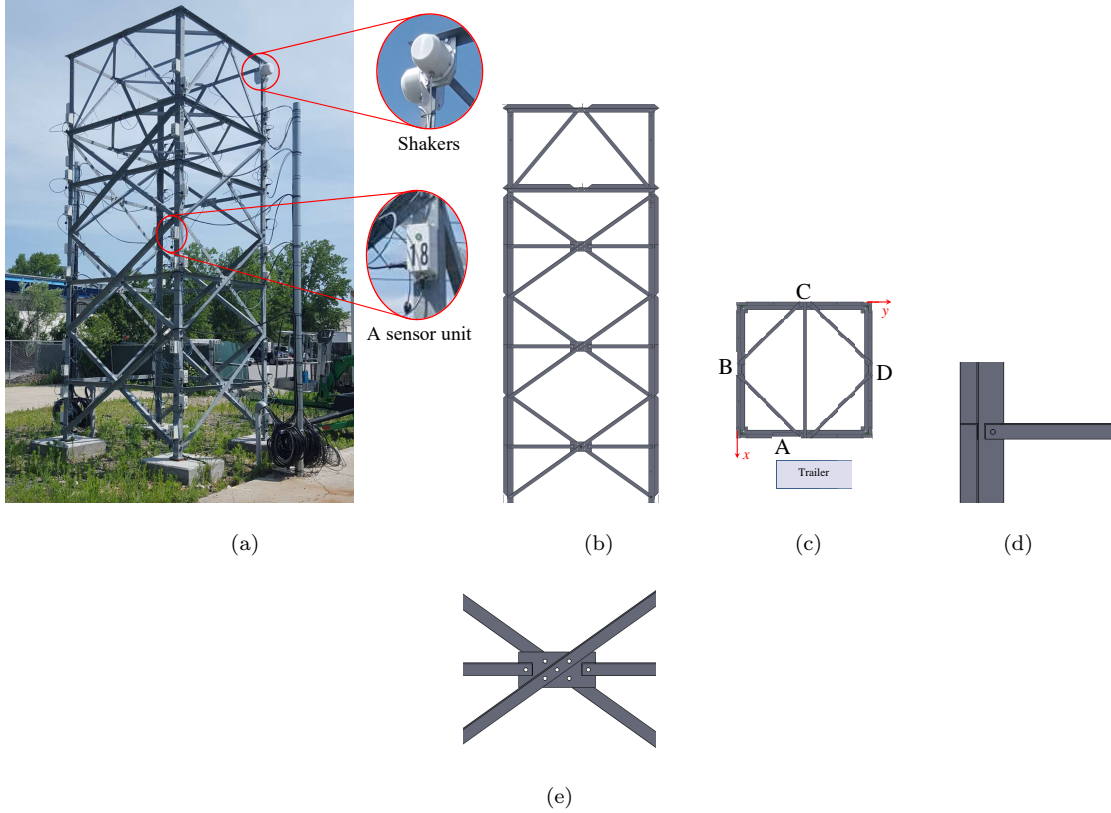 Shakers
18
A sensor unit
C
y
B
D
A
x
Trailer
(a)
(b)
(c)
(d)
(e)